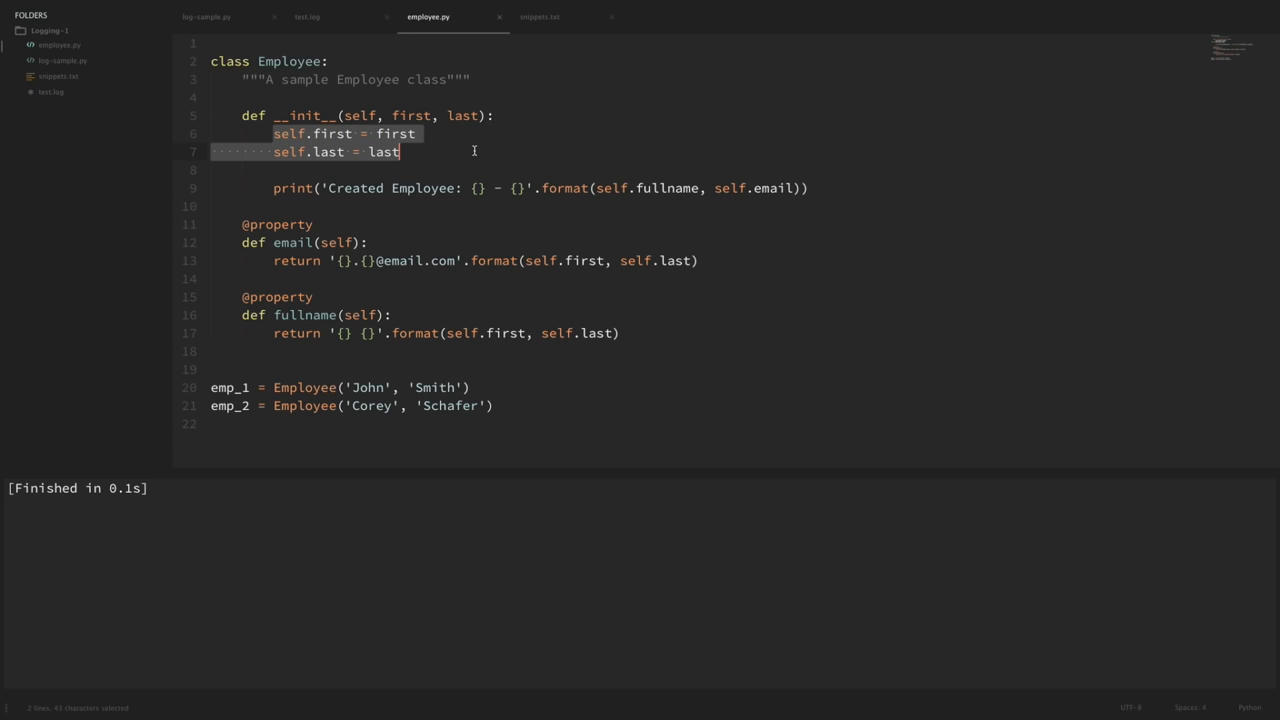 FOLDERS
Logging-1
employee.py
log-sample.py
snippets.txt
test.log
log-sample.py × test.log × employee.py × snippets.txt ×
1
2 class Employee:
3 """A sample Employee class"""
4
5 def __init__(self, first, last):
6 self.first = first
7 self.last = last
8
9 print('Created Employee: {} - {}'.format(self.fullname, self.email))
10
11 @property
12 def email(self):
13 return '{}.{}@email.com'.format(self.first, self.last)
14
15 @property
16 def fullname(self):
17 return '{} {}'.format(self.first, self.last)
18
19
20 emp_1 = Employee('John', 'Smith')
21 emp_2 = Employee('Corey', 'Schafer')
22
[Finished in 0.1s]
2 lines, 43 characters selected UTF-8 Spaces: 4 Python